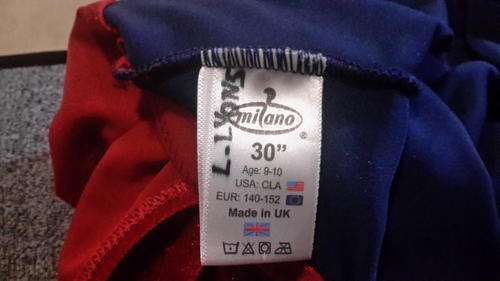 L.LYONS
milano
30”
Age: 9-10
USA: CLA
EUR: 140-152
Made in UK